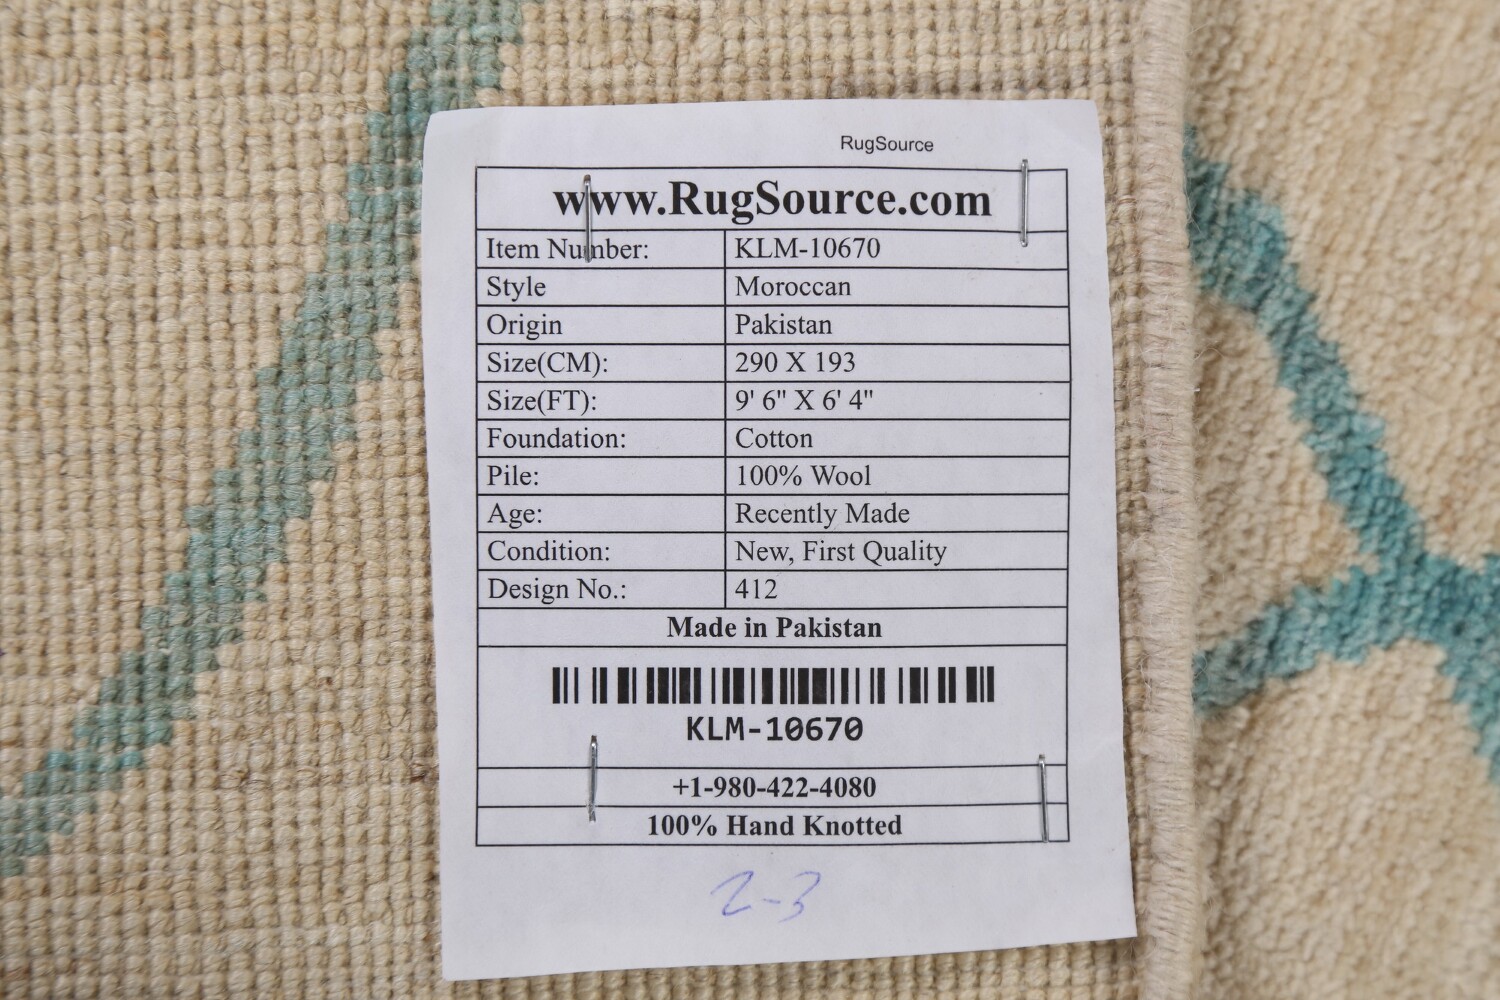 RugSource
www.RugSource.com
Item Number: KLM-10670
Style Moroccan
Origin Pakistan
Size(CM): 290 X 193
Size(FT): 9' 6" X 6' 4"
Foundation: Cotton
Pile: 100% Wool
Age: Recently Made
Condition: New, First Quality
Design No.: 412
Made in Pakistan
KLM-10670
+1-980-422-4080
100% Hand Knotted
2-3